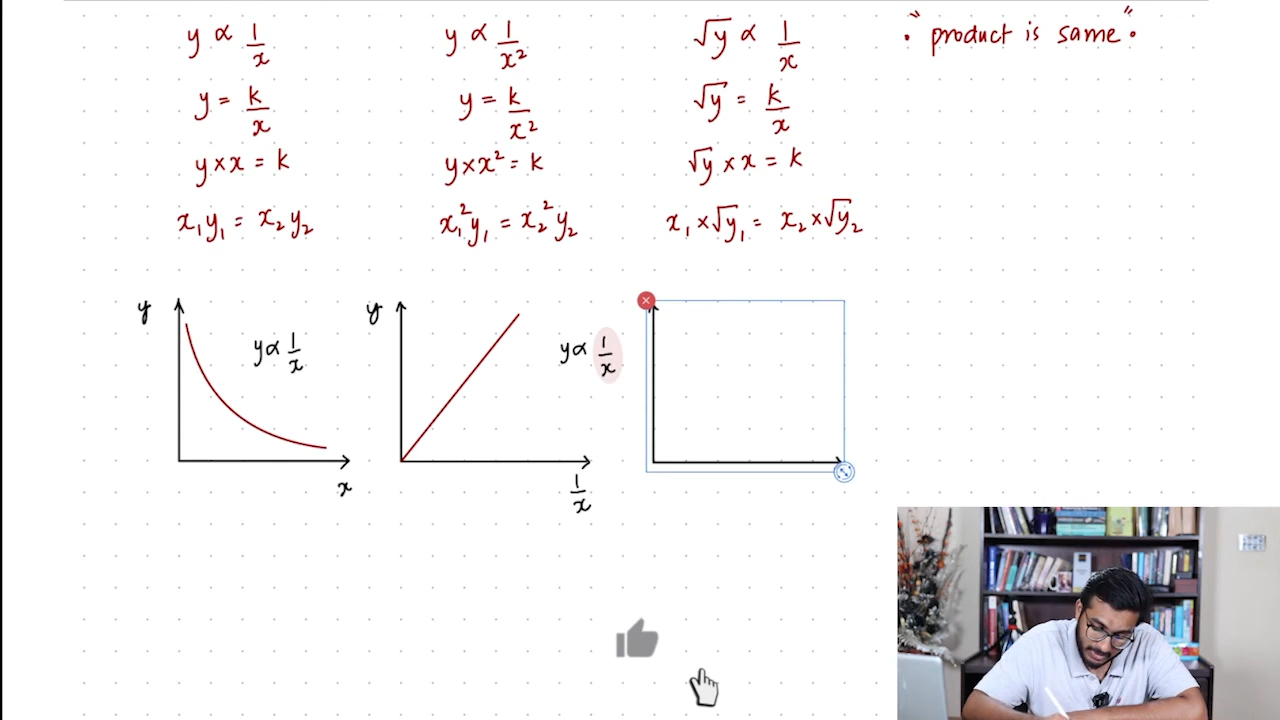 y ∝ 1/x
y = k/x
y × x = k
x₁y₁ = x₂y₂
y ∝ 1/x²
y = k/x²
y × x² = k
x₁²y₁ = x₂²y₂
√y ∝ 1/x
√y = k/x
√y × x = k
x₁ × √y₁ = x₂ × √y₂
• "product is same" •
y
y ∝ 1/x
x
y
y ∝ 1/x
1/x